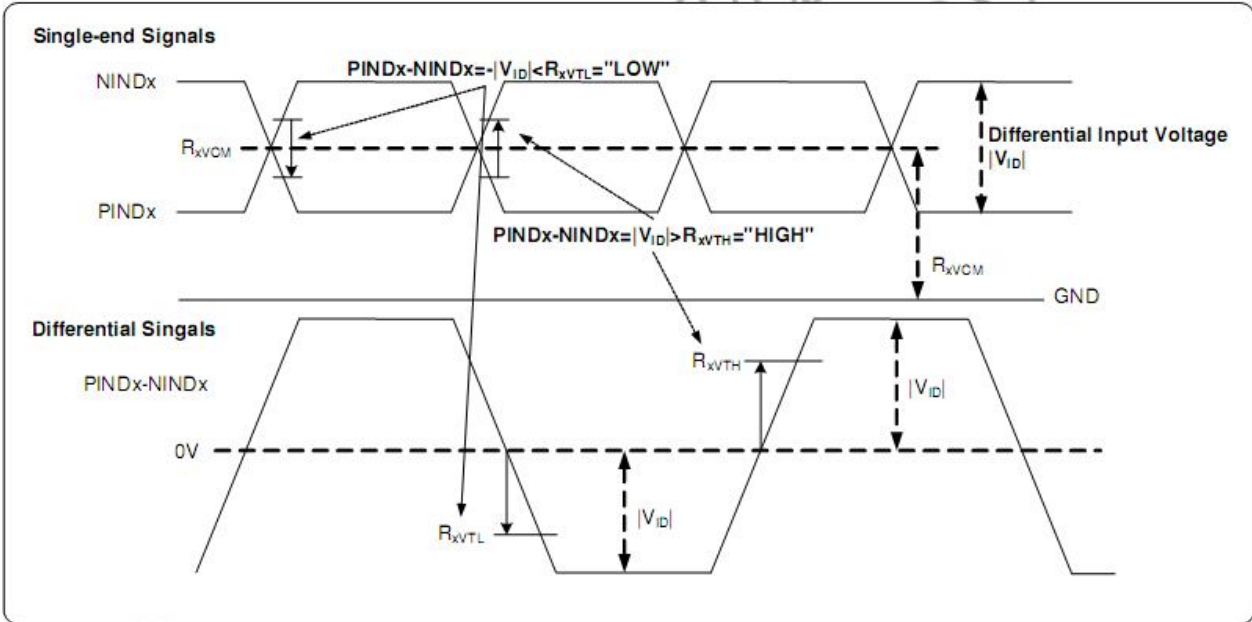 Single-end Signals
PINDx-NINDx=-|VID|<RxVTL="LOW"
NINDx
RxVCM
Differential Input Voltage
|VID|
PINDx
PINDx-NINDx=|VID|>RxVTH="HIGH"
RxVCM
GND
Differential Singals
RxVTH
PINDx-NINDx
|VID|
0V
RxVTL
|VID|